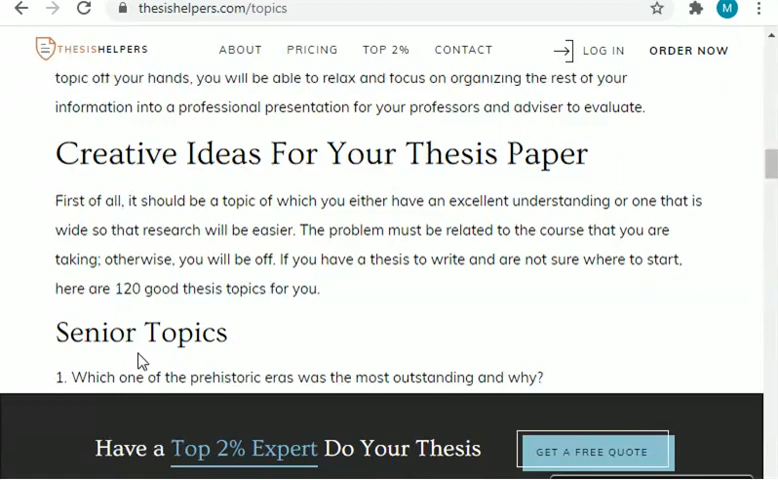 thesishelpers.com/topics
M
THESISHELPERS ABOUT PRICING TOP 2% CONTACT LOG IN ORDER NOW
topic off your hands, you will be able to relax and focus on organizing the rest of your
information into a professional presentation for your professors and adviser to evaluate.
Creative Ideas For Your Thesis Paper
First of all, it should be a topic of which you either have an excellent understanding or one that is
wide so that research will be easier. The problem must be related to the course that you are
taking; otherwise, you will be off. If you have a thesis to write and are not sure where to start,
here are 120 good thesis topics for you.
Senior Topics
1. Which one of the prehistoric eras was the most outstanding and why?
Have a Top 2% Expert Do Your Thesis
GET A FREE QUOTE